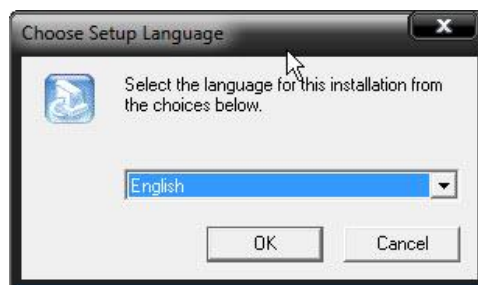 Choose Setup Language
x
Select the language for this installation from
the choices below.
English
OK
Cancel